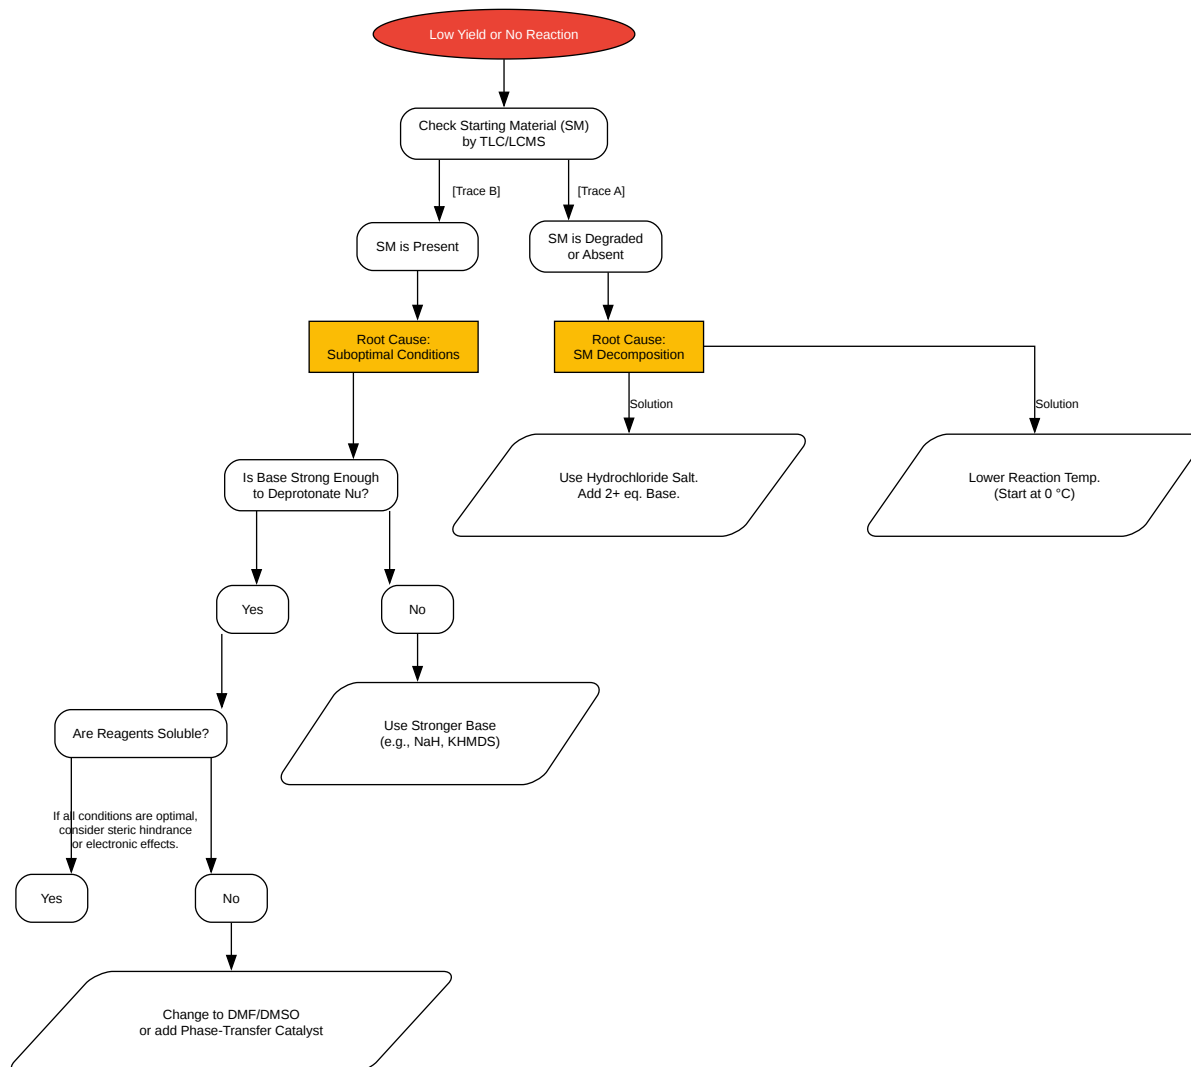 Low Yield or No Reaction
Check Starting Material (SM)
by TLC/LCMS
[Trace B]
[Trace A]
SM is Present
SM is Degraded
or Absent
Root Cause:
Suboptimal Conditions
Root Cause:
SM Decomposition
Solution
Solution
Is Base Strong Enough
to Deprotonate Nu?
Use Hydrochloride Salt.
Add 2+ eq. Base.
Lower Reaction Temp.
(Start at 0 °C)
Yes
No
Are Reagents Soluble?
Use Stronger Base
(e.g., NaH, KHMDS)
If all conditions are optimal,
consider steric hindrance
or electronic effects.
Yes
No
Change to DMF/DMSO
or add Phase-Transfer Catalyst